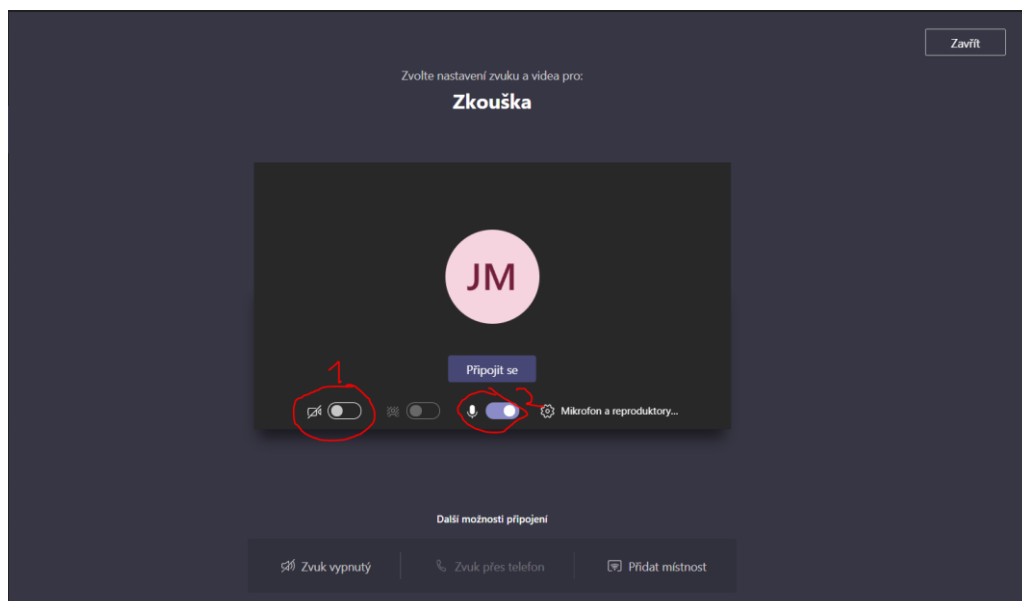 Zavřít
Zvolte nastavení zvuku a videa pro:
Zkouška
JM
Připojit se
1.
2
Mikrofon a reproduktory...
Další možnosti připojení
Zvuk vypnutý
Zvuk přes telefon
Přidat místnost